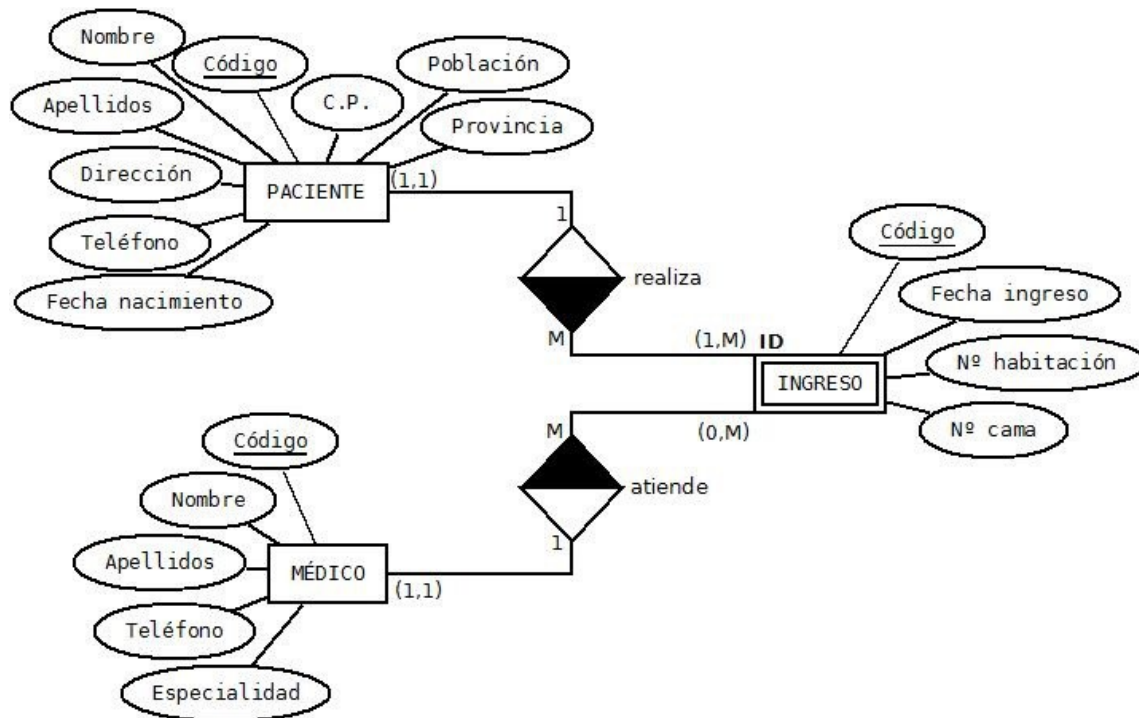 Nombre
Código
Población
Apellidos
C.P.
Provincia
Dirección
PACIENTE
(1,1)
Teléfono
Fecha nacimiento
1
realiza
M
(1,M)
ID
Código
Fecha ingreso
Nº habitación
INGRESO
Nº cama
M
(0,M)
atiende
1
Código
Nombre
Apellidos
MÉDICO
(1,1)
Teléfono
Especialidad